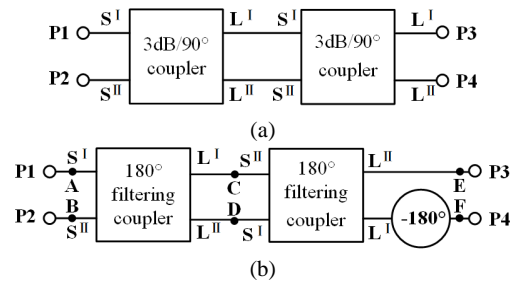 P1 S^I 3dB/90° coupler L^I S^I 3dB/90° coupler L^I P3
P2 S^II L^II S^II L^II P4
(a)
P1 S^I A 180° filtering coupler L^I C S^II 180° filtering coupler L^II E P3
P2 B S^II L^II D S^I L^I -180° F P4
(b)